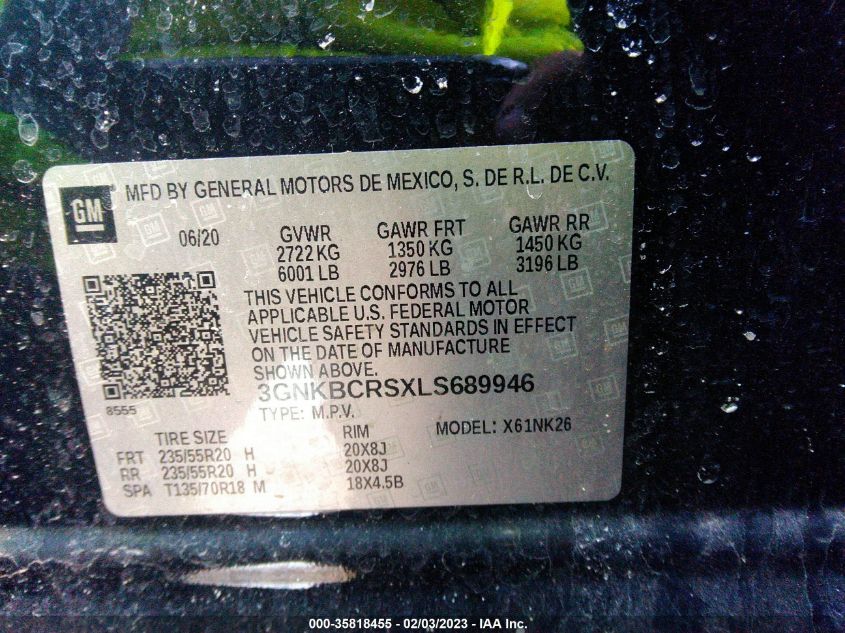 GM
MFD BY GENERAL MOTORS DE MEXICO, S. DE R.L. DE C.V.
06/20 GVWR GAWR FRT GAWR RR
2722 KG 1350 KG 1450 KG
6001 LB 2976 LB 3196 LB
THIS VEHICLE CONFORMS TO ALL
APPLICABLE U.S. FEDERAL MOTOR
VEHICLE SAFETY STANDARDS IN EFFECT
ON THE DATE OF MANUFACTURE
SHOWN ABOVE.
3GNKBCRSXLS689946
8555
TYPE: M.P.V. MODEL: X61NK26
TIRE SIZE RIM
FRT 235/55R20 H 20X8J
RR 235/55R20 H 20X8J
SPA T135/70R18 M 18X4.5B
000-35818455 - 02/03/2023 - IAA Inc.